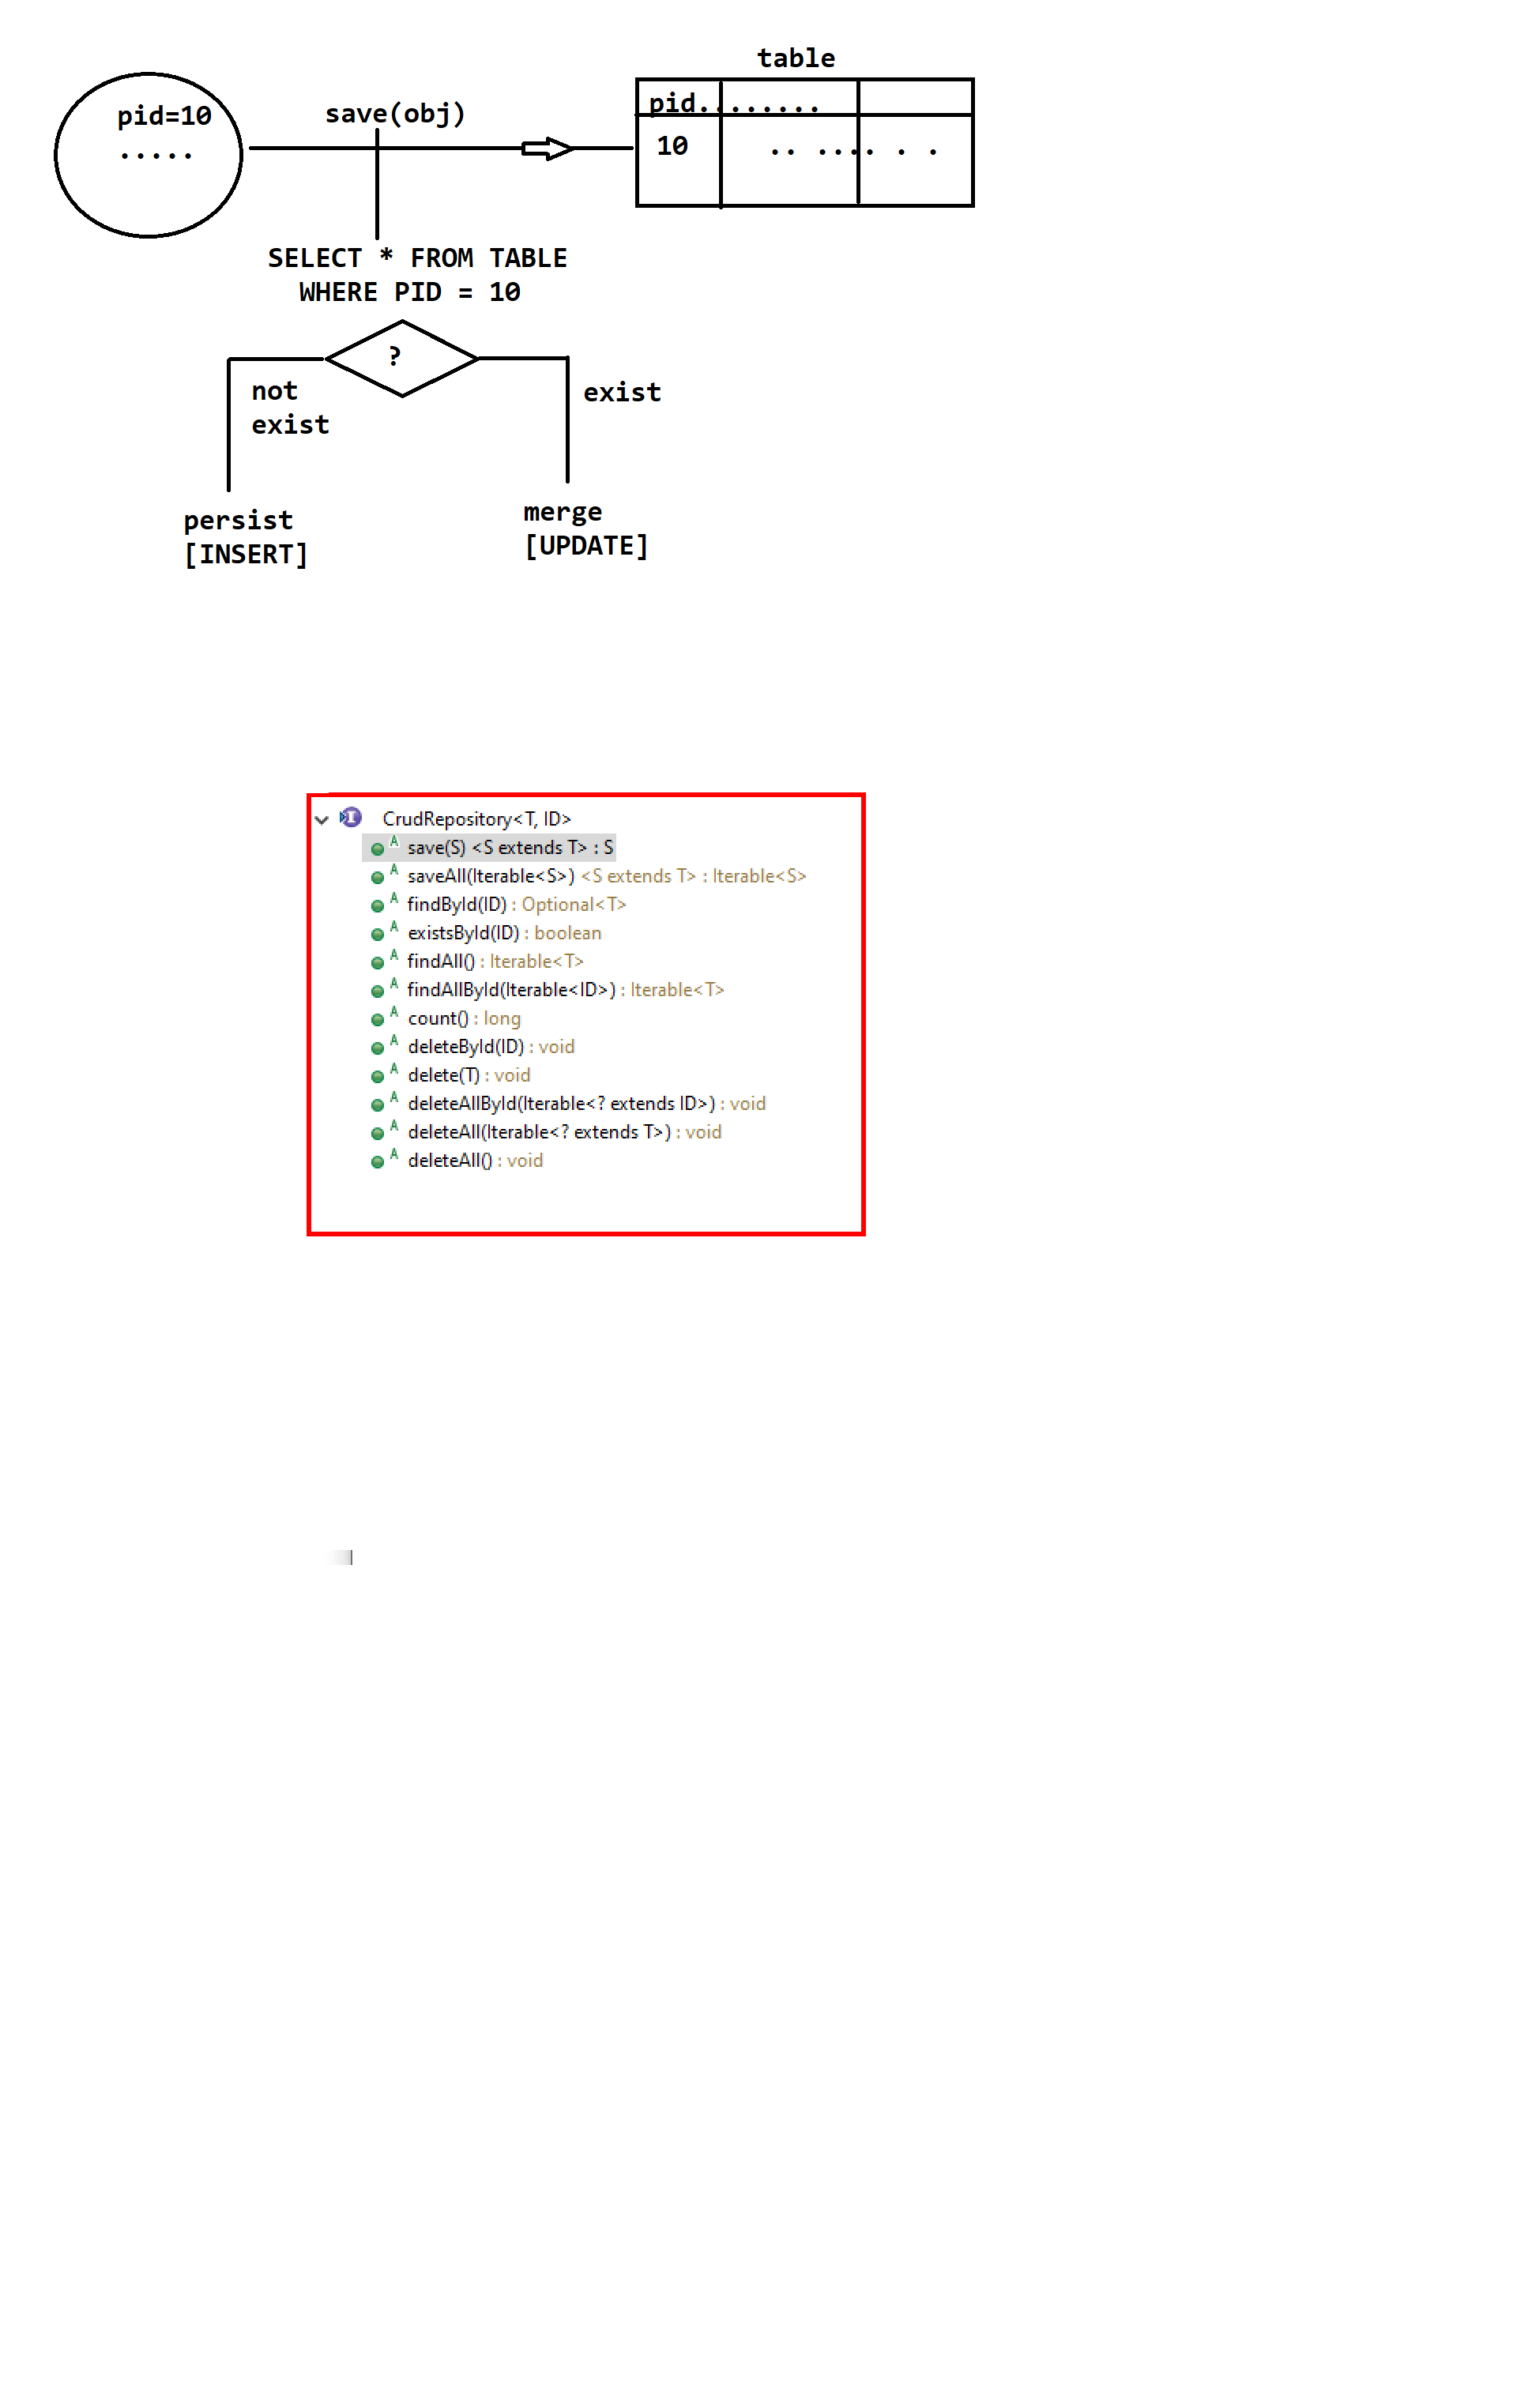 table
pid=10
.....
save(obj)
pid........
10 .. .... . .
SELECT * FROM TABLE
WHERE PID = 10
?
not
exist
exist
persist
[INSERT]
merge
[UPDATE]
CrudRepository<T, ID>
save(S) <S extends T> : S
saveAll(Iterable<S>) <S extends T> : Iterable<S>
findById(ID) : Optional<T>
existsById(ID) : boolean
findAll() : Iterable<T>
findAllById(Iterable<ID>) : Iterable<T>
count() : long
deleteById(ID) : void
delete(T) : void
deleteAllById(Iterable<? extends ID>) : void
deleteAll(Iterable<? extends T>) : void
deleteAll() : void